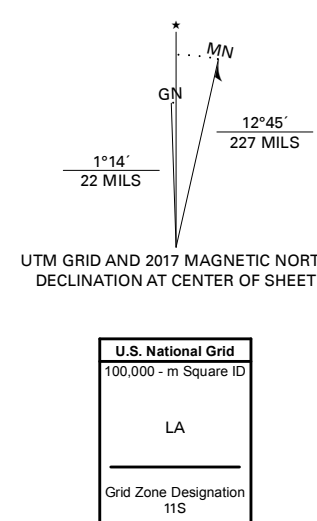 ★
MN
GN
12°45´
227 MILS
1°14´
22 MILS
UTM GRID AND 2017 MAGNETIC NORT
DECLINATION AT CENTER OF SHEET
U.S. National Grid
100,000 - m Square ID
LA
Grid Zone Designation
11S